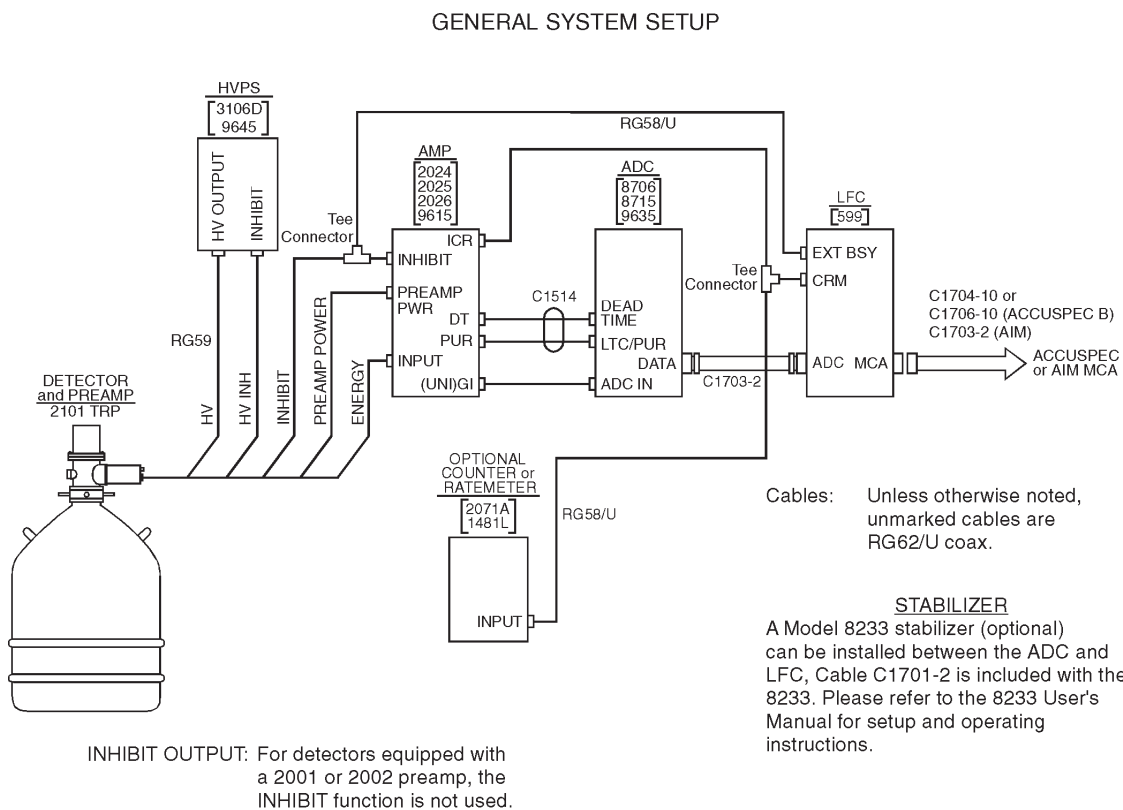 GENERAL SYSTEM SETUP
HVPS
3106D
9645
HV OUTPUT
INHIBIT
RG58/U
AMP
2024
2025
2026
9615
ICR
INHIBIT
PREAMP
PWR
DT
PUR
INPUT
(UNI)GI
Tee
Connector
ADC
8706
8715
9635
DEAD
TIME
LTC/PUR
DATA
ADC IN
C1514
LFC
599
EXT BSY
CRM
ADC
MCA
Tee
Connector
C1703-2
C1704-10 or
C1706-10 (ACCUSPEC B)
C1703-2 (AIM)
ACCUSPEC
or AIM MCA
RG59
HV
HV INH
INHIBIT
PREAMP POWER
ENERGY
DETECTOR
and PREAMP
2101 TRP
OPTIONAL
COUNTER or
RATEMETER
2071A
1481L
INPUT
RG58/U
Cables: Unless otherwise noted,
unmarked cables are
RG62/U coax.
STABILIZER
A Model 8233 stabilizer (optional)
can be installed between the ADC and
LFC, Cable C1701-2 is included with the
8233. Please refer to the 8233 User's
Manual for setup and operating
instructions.
INHIBIT OUTPUT: For detectors equipped with
a 2001 or 2002 preamp, the
INHIBIT function is not used.